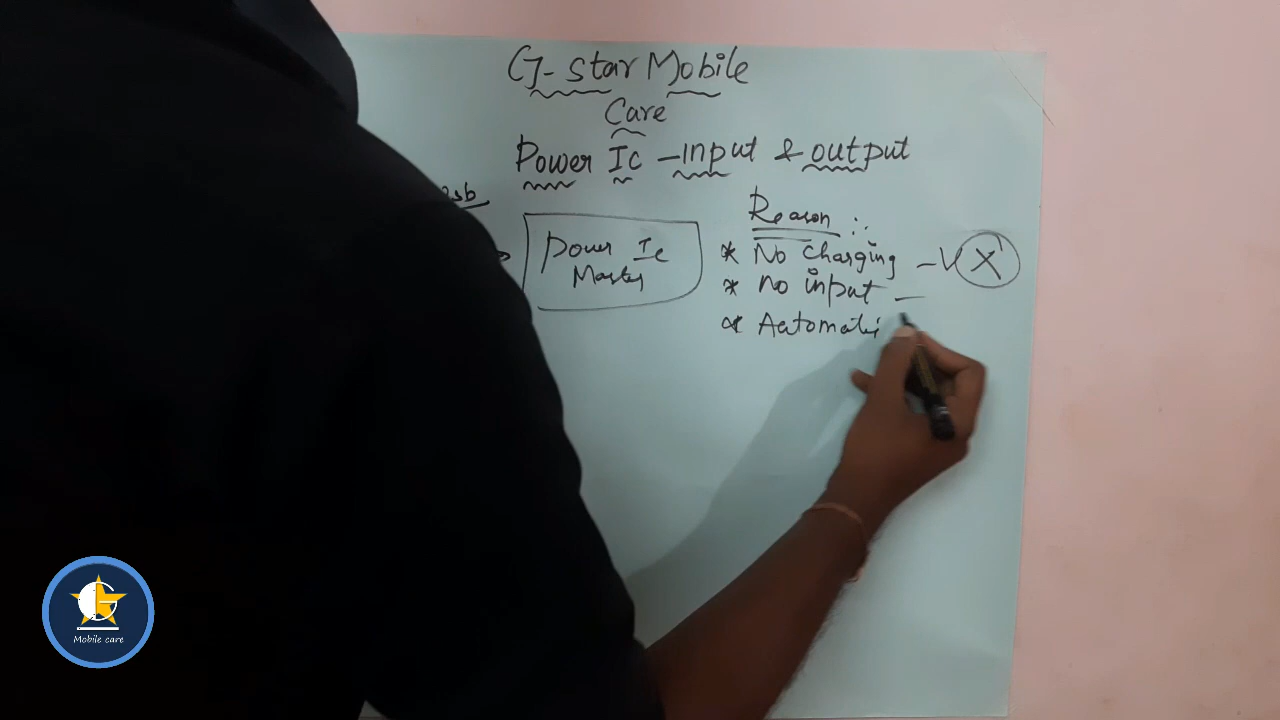 G-star Mobile
Care
Power Ic -input & output
Reason :.
Power Ic
Master
* No charging -V X
* no input -
* Automati
G
Mobile care